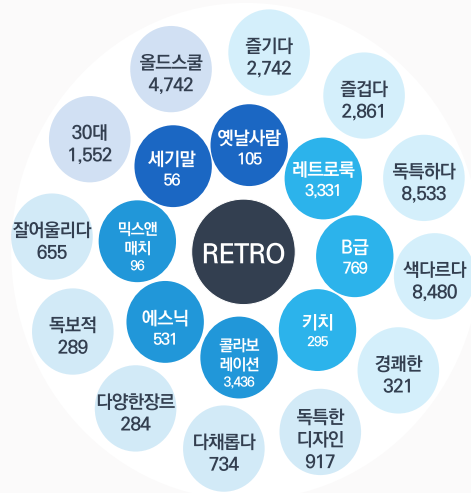 즐기다
2,742
올드스쿨
4,742
즐겁다
2,861
30대
1,552
옛날사람
105
세기말
56
레트로룩
3,331
독특하다
8,533
잘어울리다
655
믹스앤
매치
96
RETRO
B급
769
색다르다
8,480
독보적
289
에스닉
531
키치
295
콜라보
레이션
3,436
경쾌한
321
다양한장르
284
다채롭다
734
독특한
디자인
917